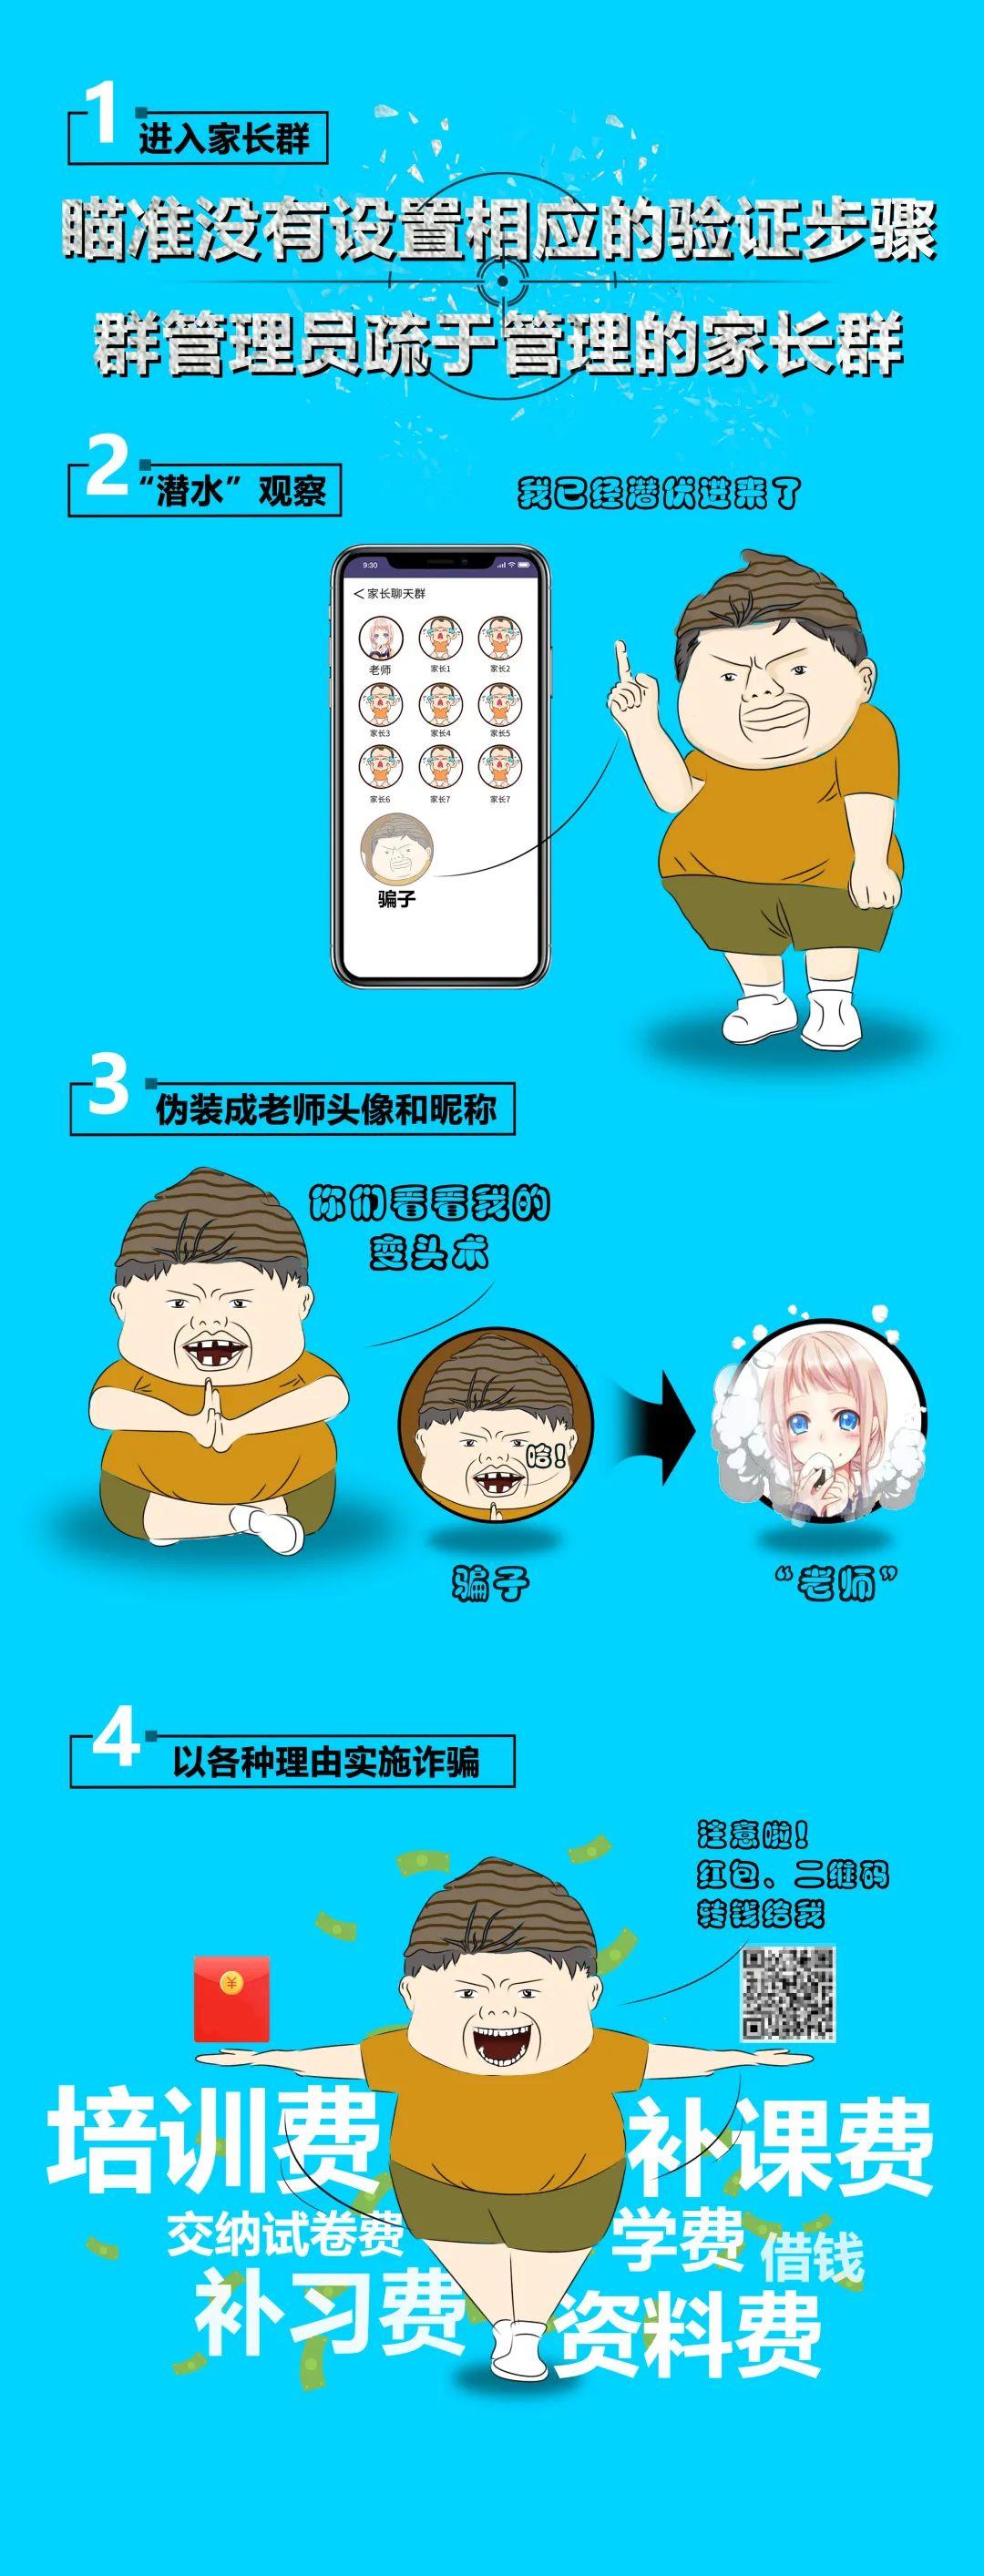 1 进入家长群
瞄准没有设置相应的验证步骤
群管理员疏于管理的家长群
2 “潜水”观察
我已经潜伏进来了
9:30
<家长聊天群
老师 家长1 家长2
家长3 家长4 家长5
家长6 家长7 家长7
骗子
3 伪装成老师头像和昵称
你们看看我的
变头术
哈!
骗子
“老师”
4 以各种理由实施诈骗
注意啦!
红包、二维码
转钱给我
¥
培训费
补课费
交纳试卷费
学费
借钱
补习费
资料费